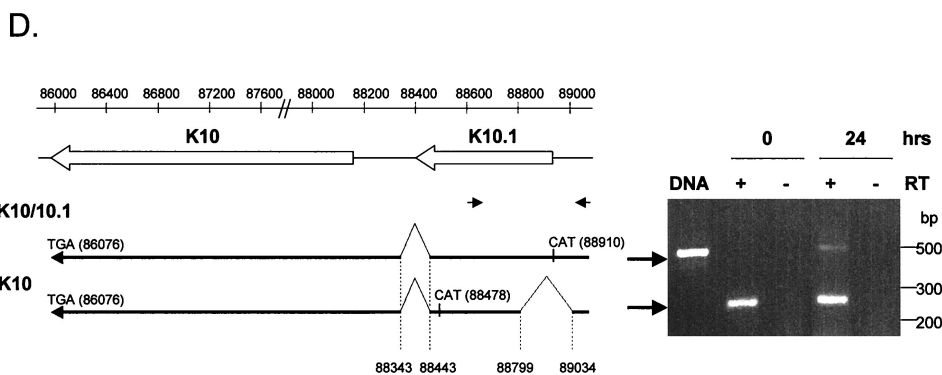 D.
86000 86400 86800 87200 87600 88000 88200 88400 88600 88800 89000
K10 K10.1
0 24 hrs
DNA + - + - RT
bp
K10/10.1
TGA (86076) CAT (88910)
500
K10
TGA (86076) CAT (88478)
300
200
88343 88443 88799 89034